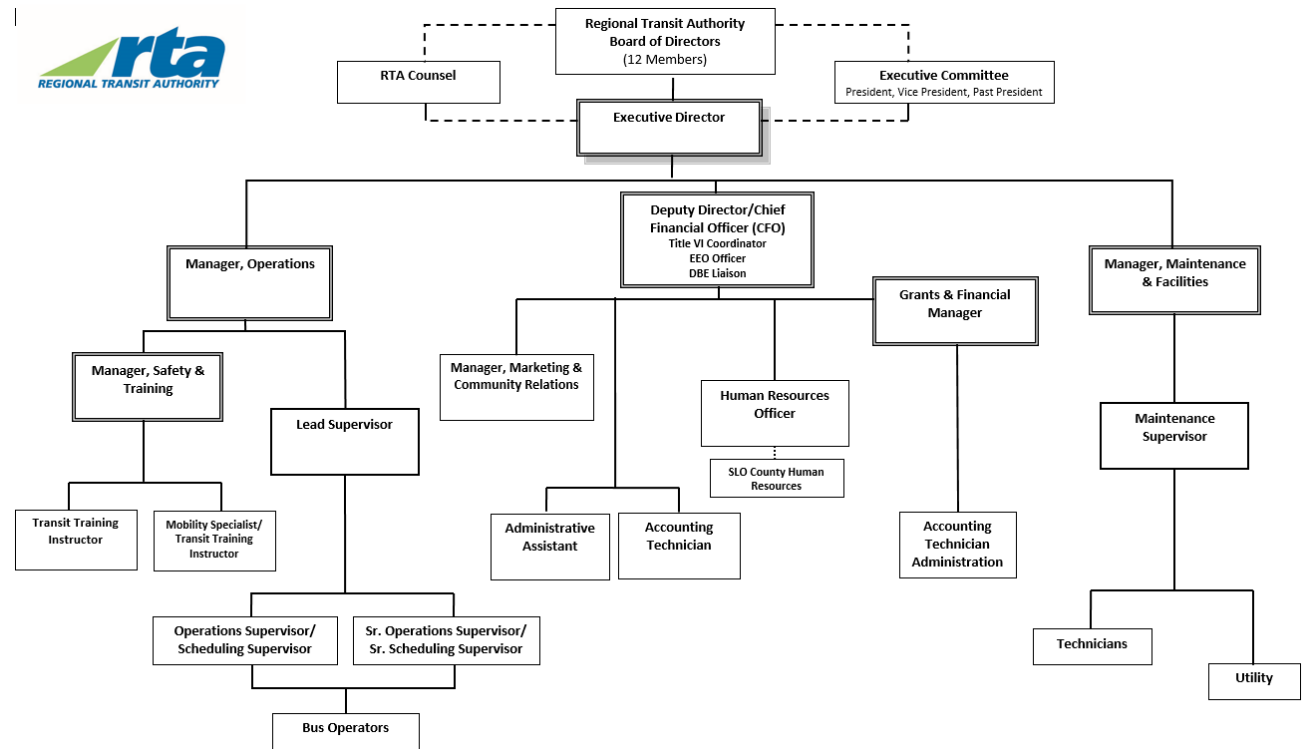 rta
REGIONAL TRANSIT AUTHORITY
Regional Transit Authority
Board of Directors
(12 Members)
RTA Counsel
Executive Committee
President, Vice President, Past President
Executive Director
Deputy Director/Chief
Financial Officer (CFO)
Title VI Coordinator
EEO Officer
DBE Liaison
Manager, Operations
Manager, Maintenance
& Facilities
Grants & Financial
Manager
Manager, Safety &
Training
Manager, Marketing &
Community Relations
Human Resources
Officer
Lead Supervisor
Maintenance
Supervisor
SLO County Human
Resources
Transit Training
Instructor
Mobility Specialist/
Transit Training
Instructor
Administrative
Assistant
Accounting
Technician
Accounting
Technician
Administration
Operations Supervisor/
Scheduling Supervisor
Sr. Operations Supervisor/
Sr. Scheduling Supervisor
Technicians
Utility
Bus Operators